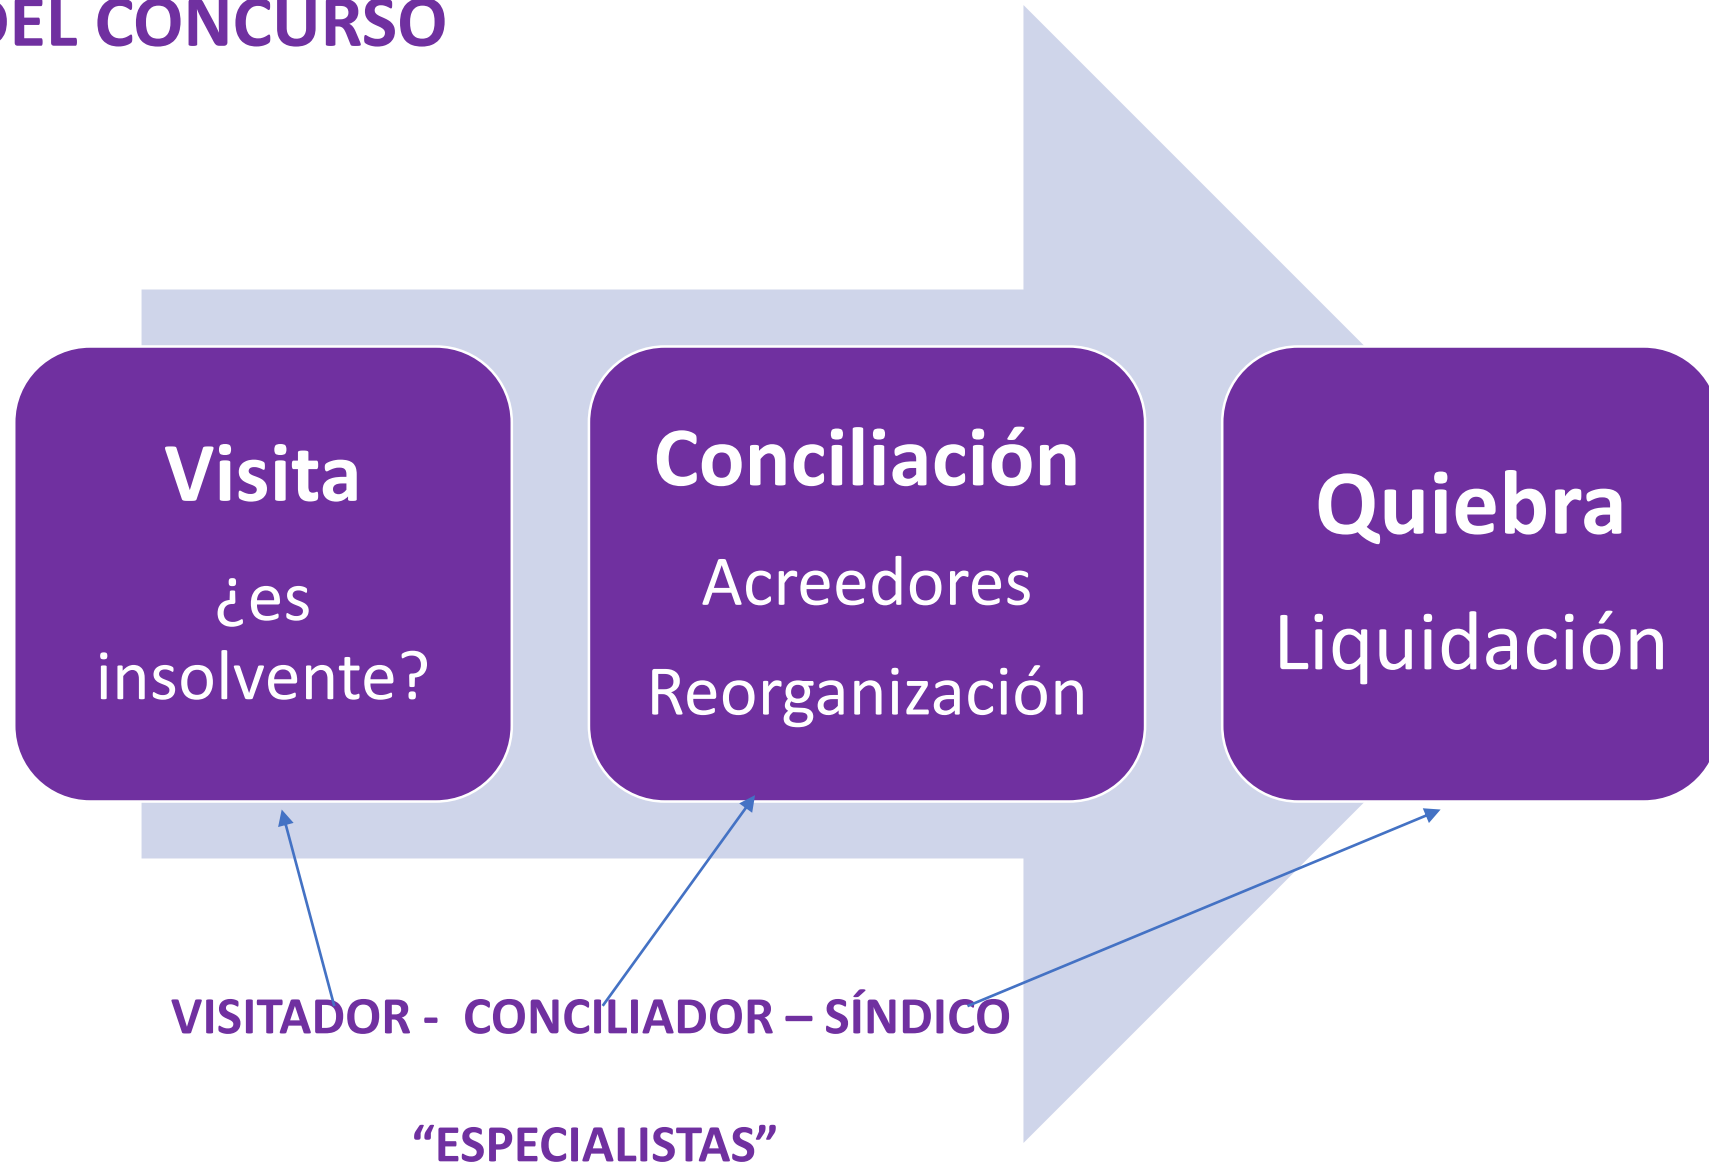 DEL CONCURSO
Visita
¿es
insolvente?
Conciliación
Acreedores
Reorganización
Quiebra
Liquidación
VISITADOR - CONCILIADOR – SÍNDICO
“ESPECIALISTAS”